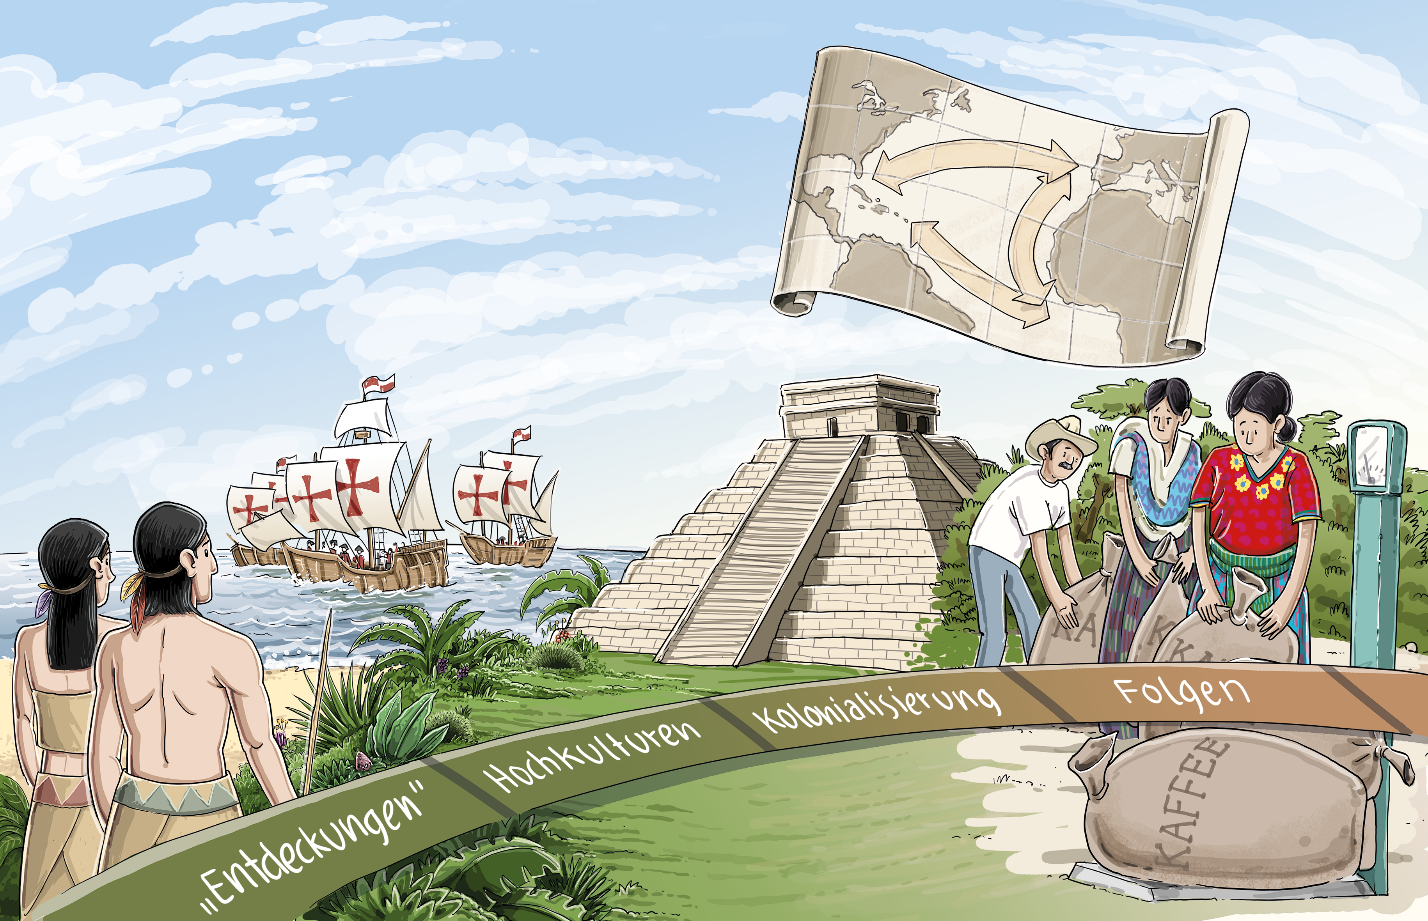 „Entdeckungen"
Hochkulturen
Kolonialisierung
Folgen
KAFFEE